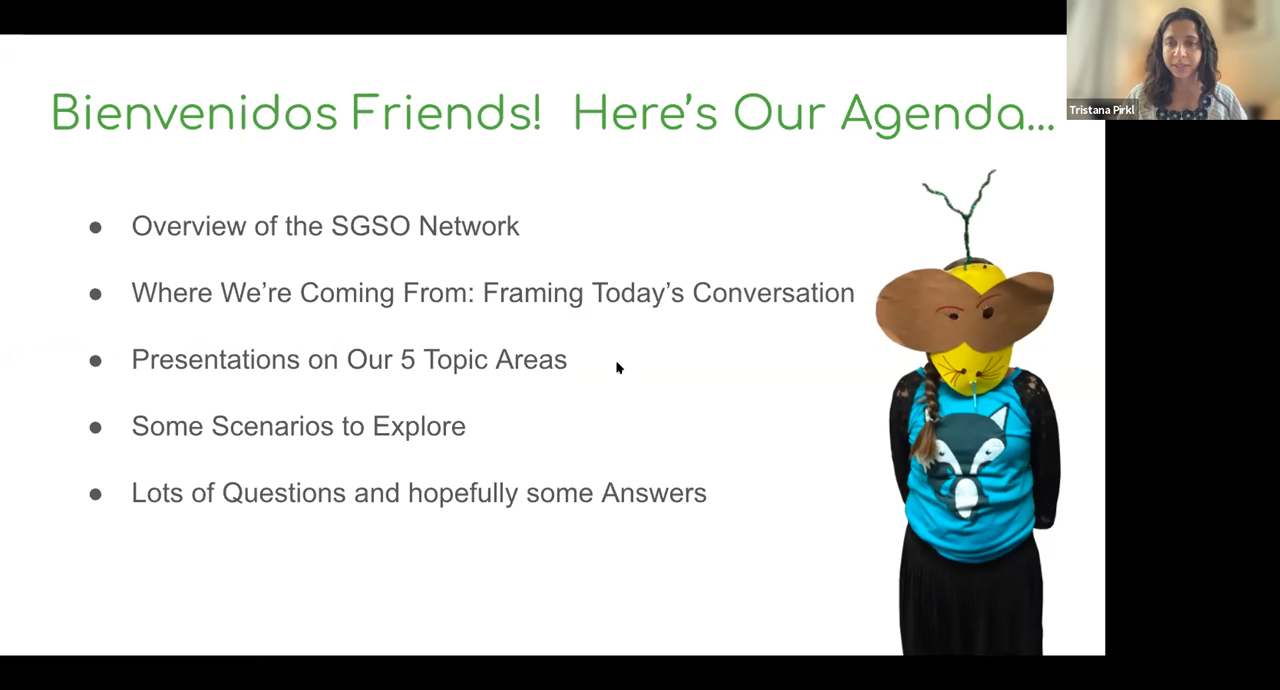 Bienvenidos Friends!  Here's Our Agenda...
Tristana Pirkl
● Overview of the SGSO Network
● Where We're Coming From: Framing Today's Conversation
● Presentations on Our 5 Topic Areas
● Some Scenarios to Explore
● Lots of Questions and hopefully some Answers